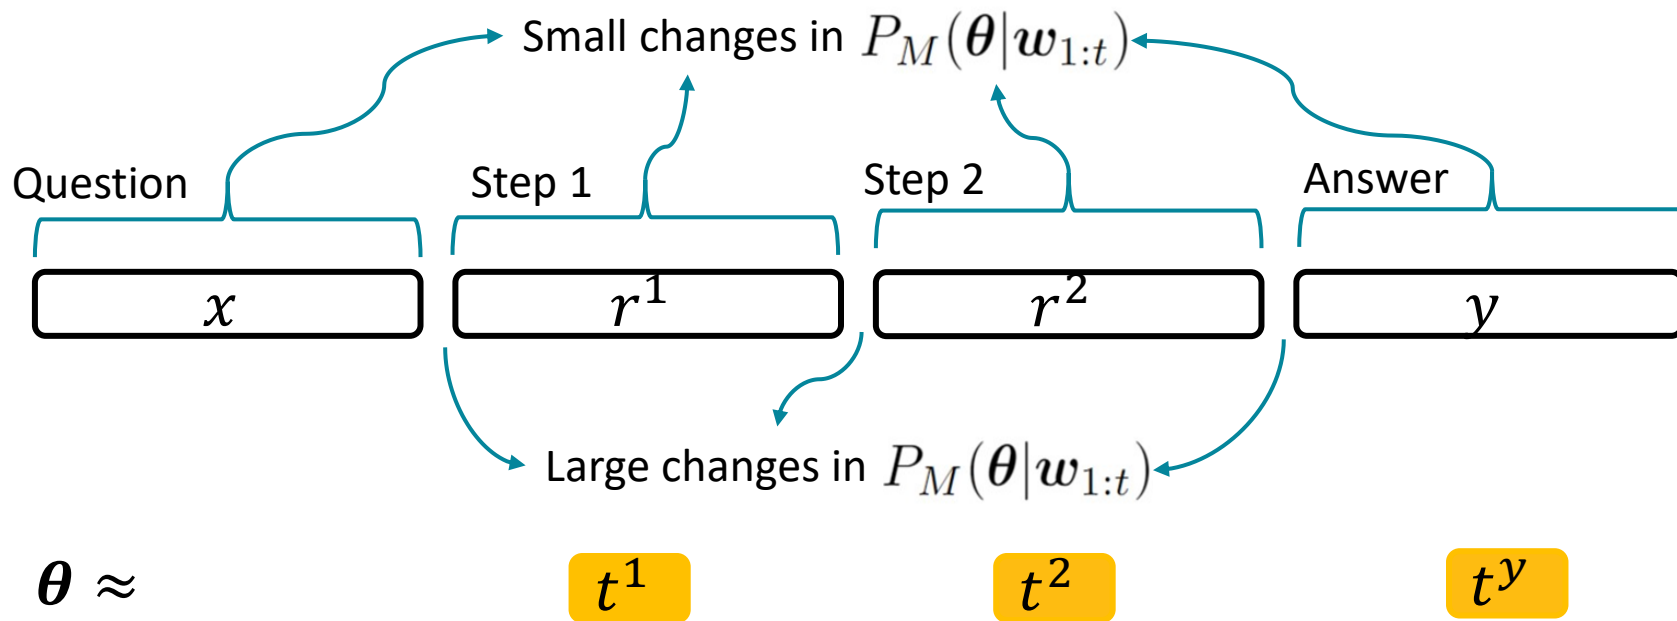 Small changes in $P_M(\boldsymbol{\theta}|\boldsymbol{w}_{1:t})$
Question Step 1 Step 2 Answer
$x$ $r^1$ $r^2$ $y$
Large changes in $P_M(\boldsymbol{\theta}|\boldsymbol{w}_{1:t})$
$\boldsymbol{\theta} \approx$ $t^1$ $t^2$ $t^y$